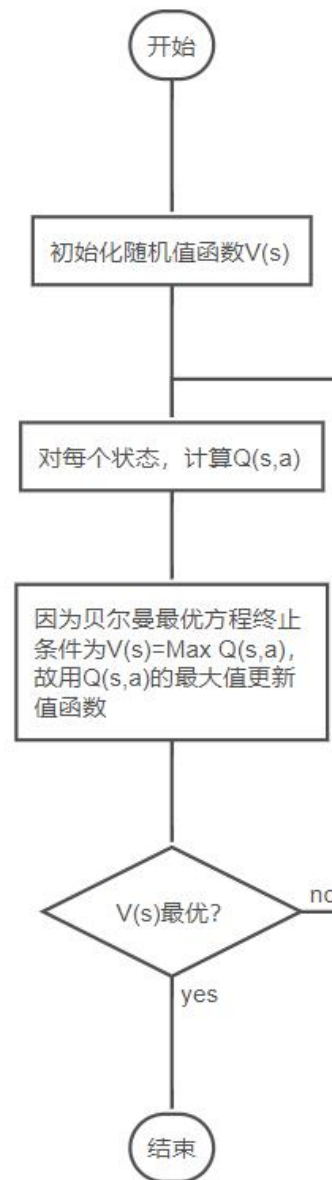 开始
初始化随机值函数V(s)
对每个状态，计算Q(s,a)
因为贝尔曼最优方程终止
条件为V(s)=Max Q(s,a)，
故用Q(s,a)的最大值更新
值函数
V(s)最优?
no
yes
结束